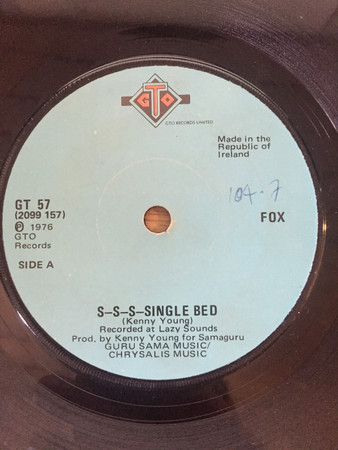 GTO
GTO RECORDS LIMITED
Made in the
Republic of
Ireland
GT 57
(2099 157)
℗ 1976
GTO
Records
SIDE A
104.7
FOX
S–S–S–SINGLE BED
(Kenny Young)
Recorded at Lazy Sounds
Prod. by Kenny Young for Samaguru
GURU SAMA MUSIC/
CHRYSALIS MUSIC